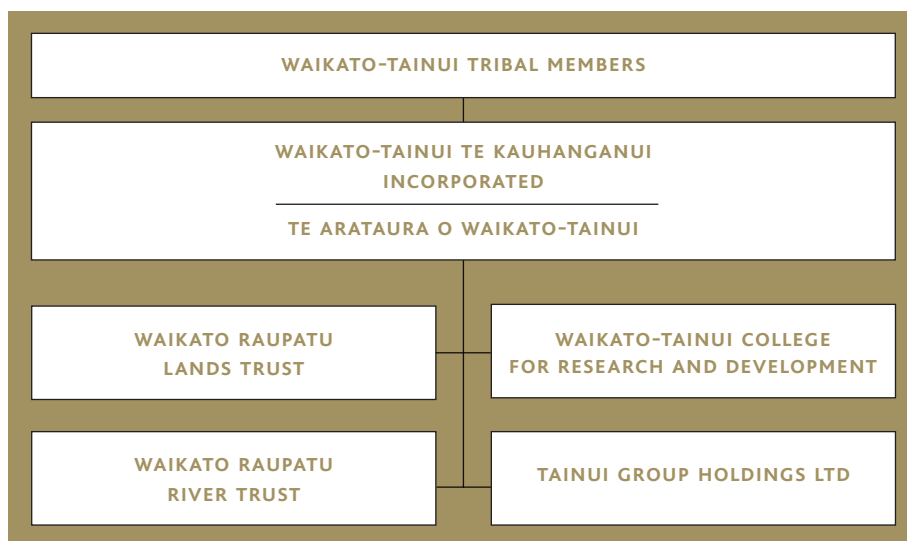 WAIKATO-TAINUI TRIBAL MEMBERS
WAIKATO-TAINUI TE KAUHANGANUI
INCORPORATED
TE ARATAURA O WAIKATO-TAINUI
WAIKATO RAUPATU
LANDS TRUST
WAIKATO-TAINUI COLLEGE
FOR RESEARCH AND DEVELOPMENT
WAIKATO RAUPATU
RIVER TRUST
TAINUI GROUP HOLDINGS LTD